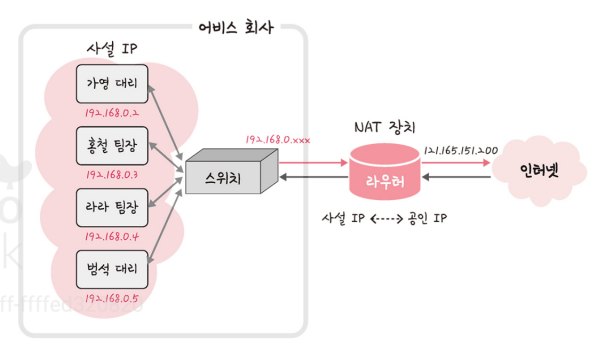 어비스 회사
사설 IP
가영 대리
192.168.0.2
홍철 팀장
192.168.0.3
라라 팀장
192.168.0.4
범석 대리
192.168.0.5
스위치
192.168.0.xxx
NAT 장치
라우터
사설 IP <----> 공인 IP
121.165.151.200
인터넷